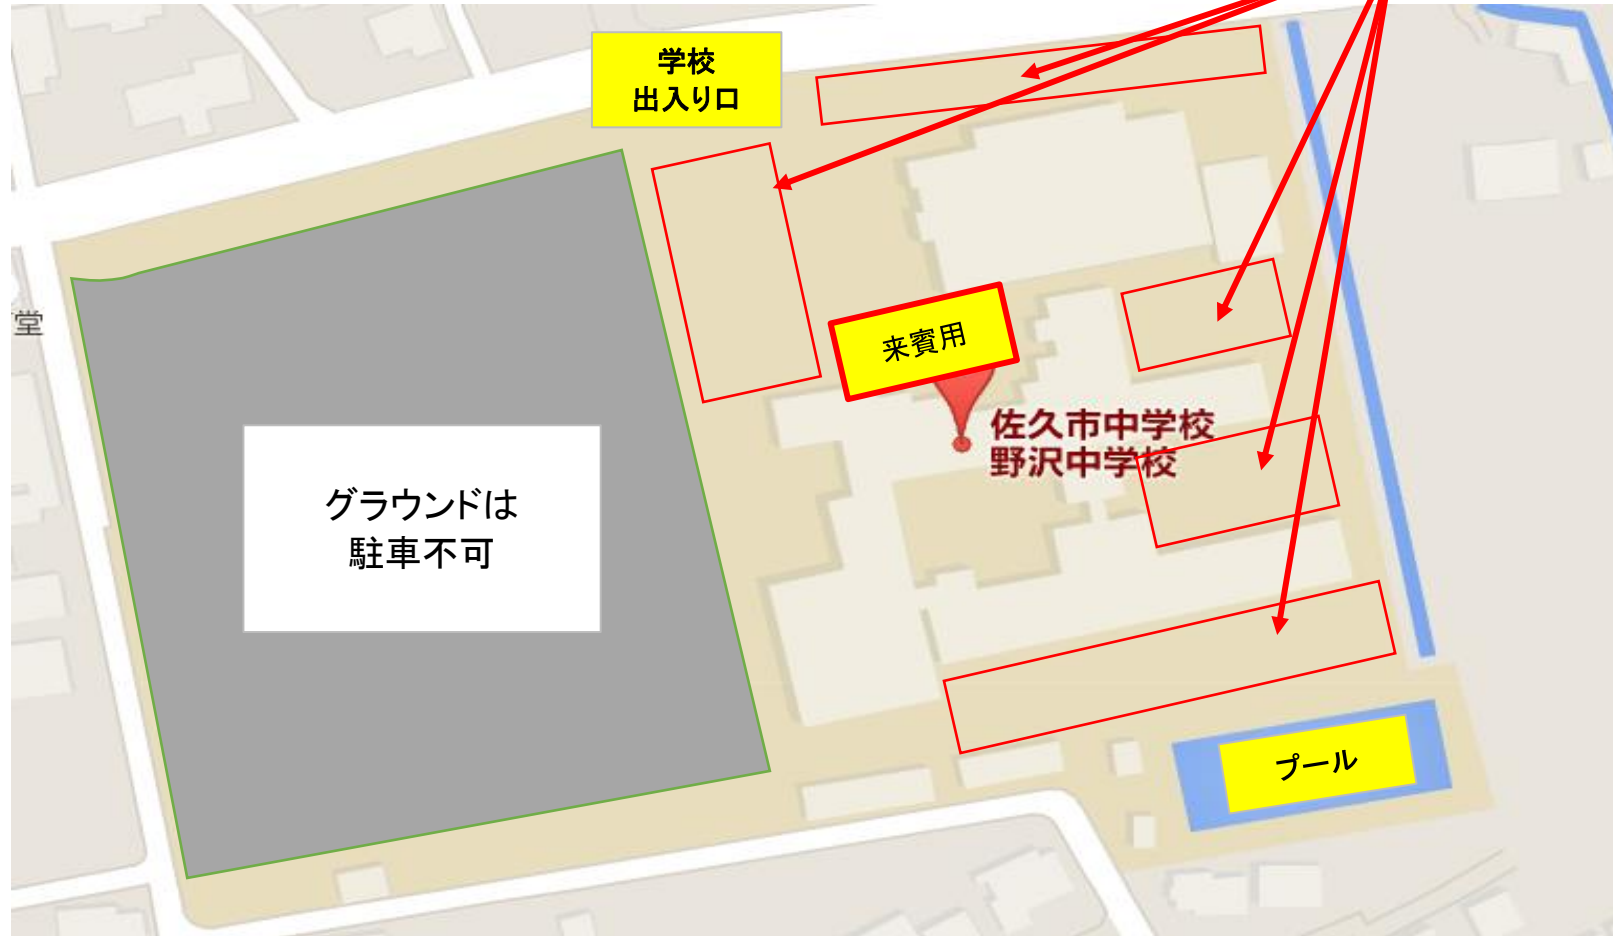 学校
出入り口
堂
来賓用
佐久市中学校
野沢中学校
グラウンドは
駐車不可
プール